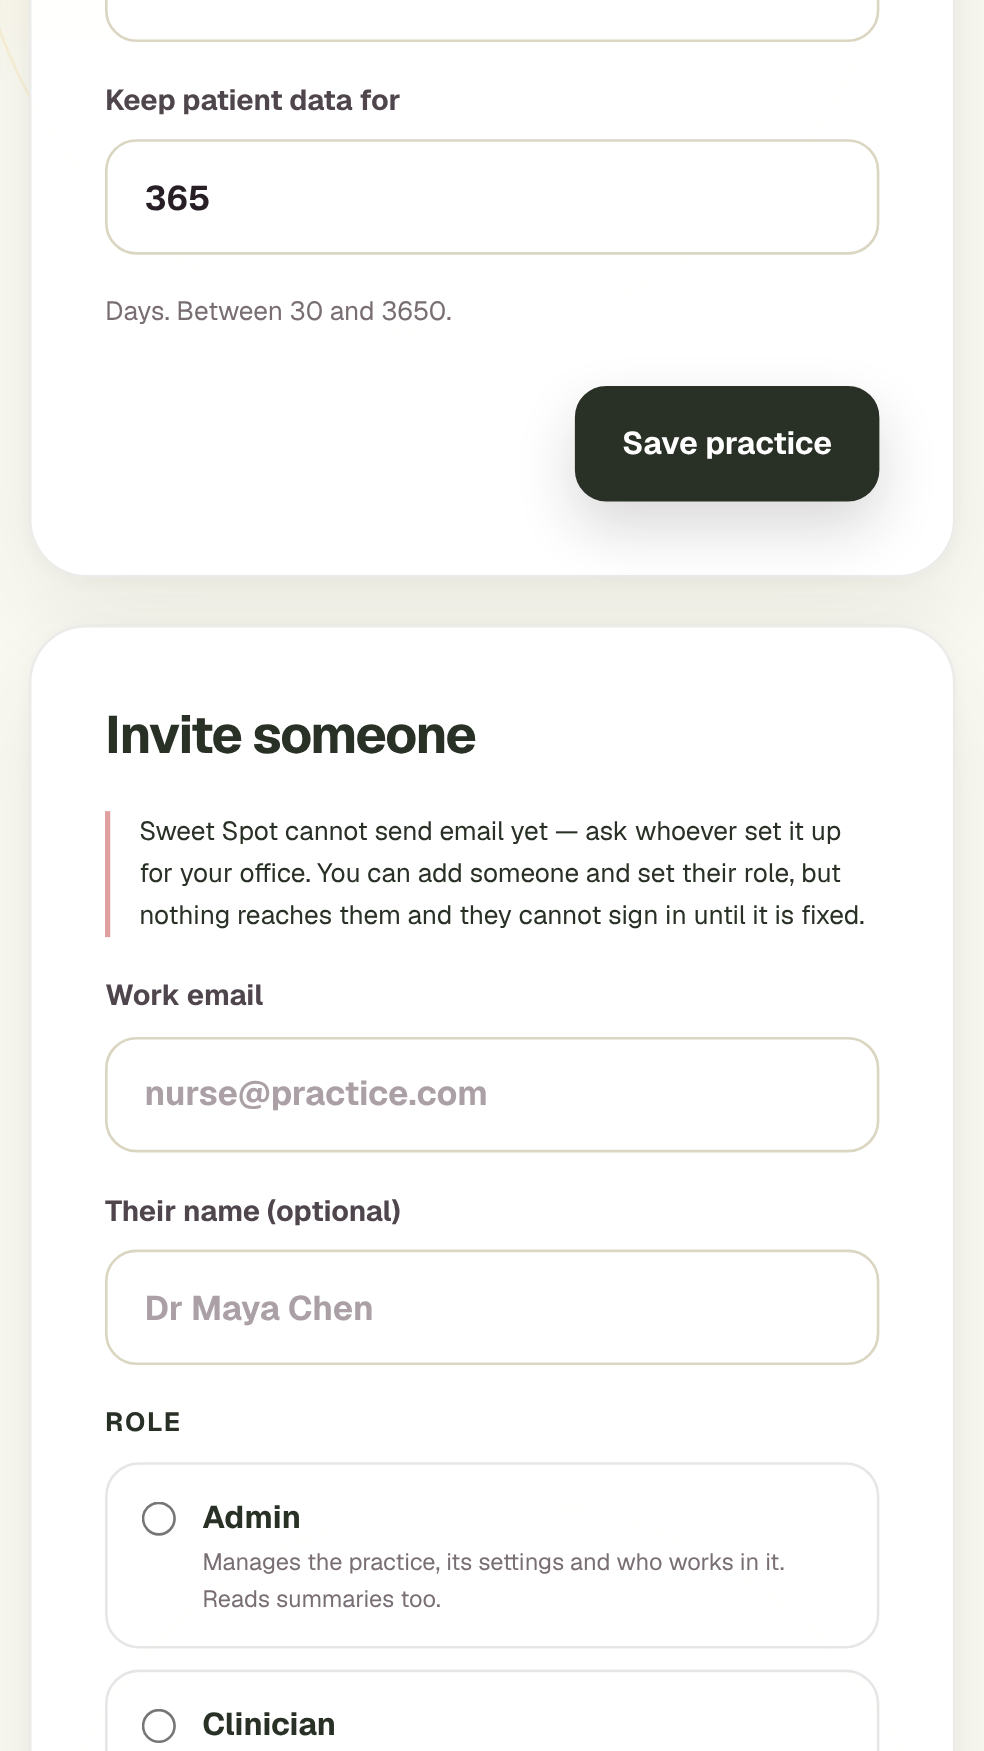 Keep patient data for
365
Days. Between 30 and 3650.
Save practice
Invite someone
Sweet Spot cannot send email yet — ask whoever set it up
for your office. You can add someone and set their role, but
nothing reaches them and they cannot sign in until it is fixed.
Work email
nurse@practice.com
Their name (optional)
Dr Maya Chen
ROLE
Admin
Manages the practice, its settings and who works in it.
Reads summaries too.
Clinician